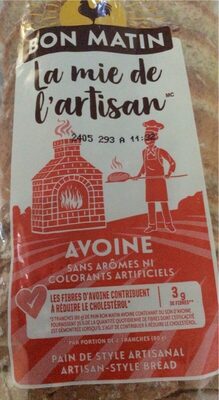 BON MATIN
La mie de
l'artisan MC
2405 293 A 11:32
AVOINE
SANS ARÔMES NI
COLORANTS ARTIFICIELS
LES FIBRES D'AVOINE CONTRIBUENT
À RÉDUIRE LE CHOLESTÉROL
3 g
DE FIBRES
PAIN DE STYLE ARTISANAL
ARTISAN-STYLE BREAD